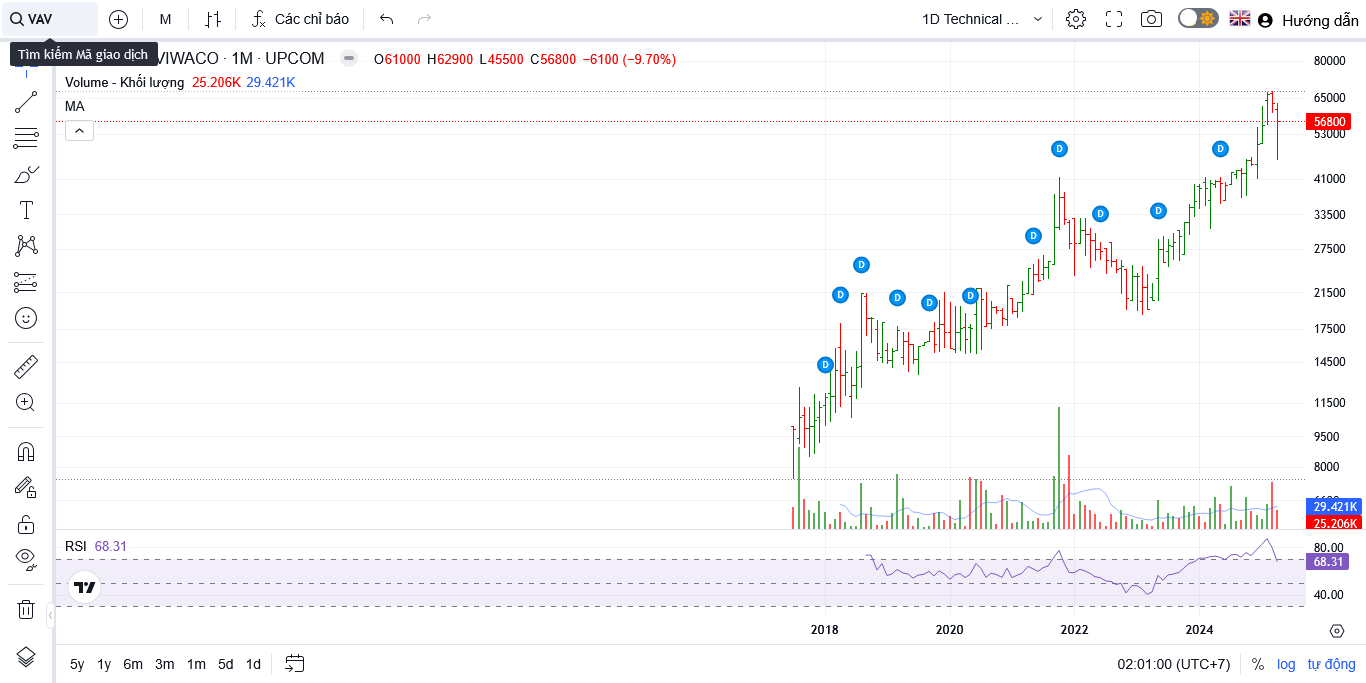 VAV
M
Các chỉ báo
1D Technical ...
Hướng dẫn
Tìm kiếm Mã giao dịch
VIWACO · 1M · UPCOM
O61000 H62900 L45500 C56800 −6100 (−9.70%)
Volume - Khối lượng 25.206K 29.421K
MA
80000
65000
56800
53000
41000
33500
27500
21500
17500
14500
11500
9500
8000
29.421K
25.206K
D
D
D
D
D
D
D
D
D
D
D
RSI 68.31
80.00
68.31
40.00
2018
2020
2022
2024
5y 1y 6m 3m 1m 5d 1d
02:01:00 (UTC+7)
%
log
tự động